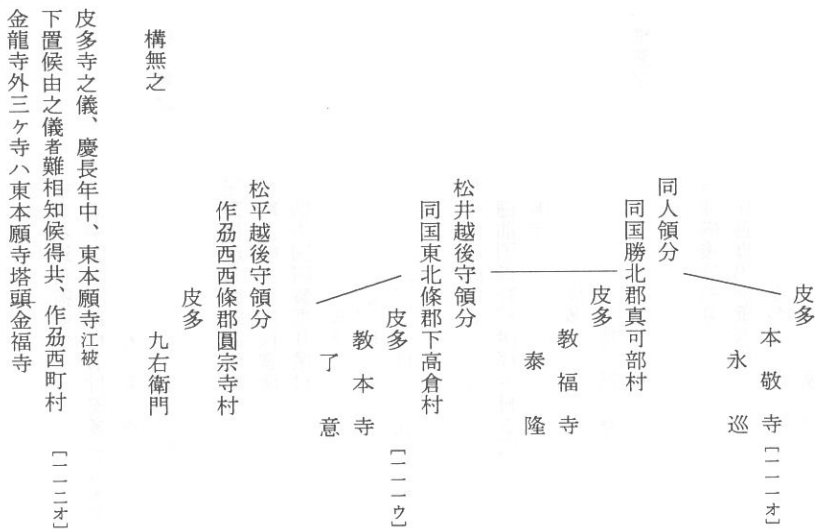 皮多
本敬寺
永巡
[一一一オ]
同人領分
同国勝北郡真可部村
皮多
教福寺
泰隆
松井越後守領分
同国東北條郡下高倉村
皮多
教本寺
了意
[一一一ウ]
松平越後守領分
作刕西西條郡圓宗寺村
皮多
九右衛門
構無之
皮多寺之儀、慶長年中、東本願寺江被
下置候由之儀者難相知候得共、作刕西町村
[一一二オ]
金龍寺外三ケ寺ハ東本願寺塔頭金福寺